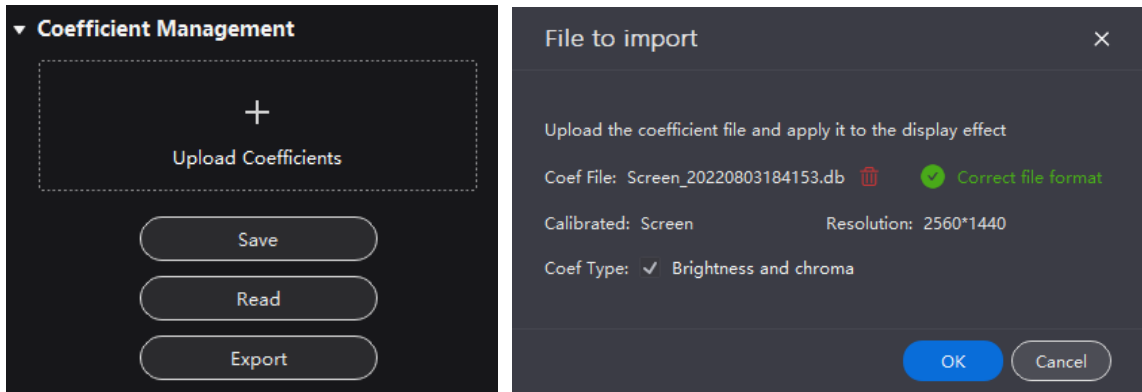 Coefficient Management
+
Upload Coefficients
Save
Read
Export
File to import
Upload the coefficient file and apply it to the display effect
Coef File: Screen_20220803184153.db Correct file format
Calibrated: Screen Resolution: 2560*1440
Coef Type: Brightness and chroma
OK Cancel